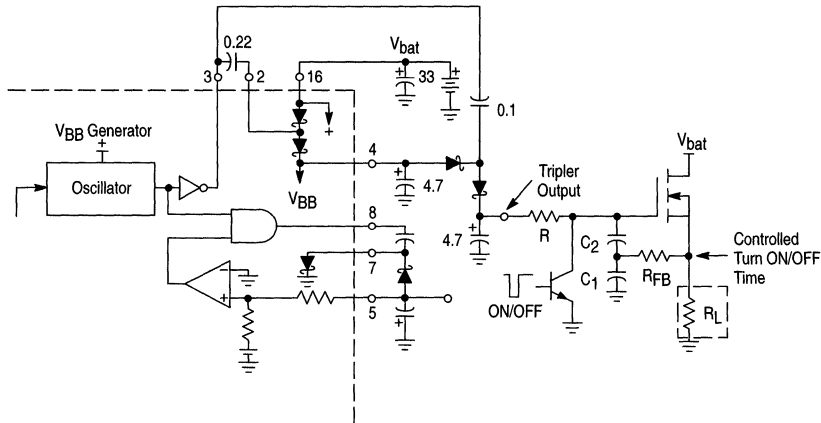 0.22
V_bat
3
2
16
+
33
+
0.1
V_BB Generator
+
+
V_bat
Oscillator
4
Tripler
Output
V_BB
+
4.7
8
+
4.7
R
C_2
7
Controlled
Turn ON/OFF
Time
C_1
R_FB
−
+
5
+
ON/OFF
R_L